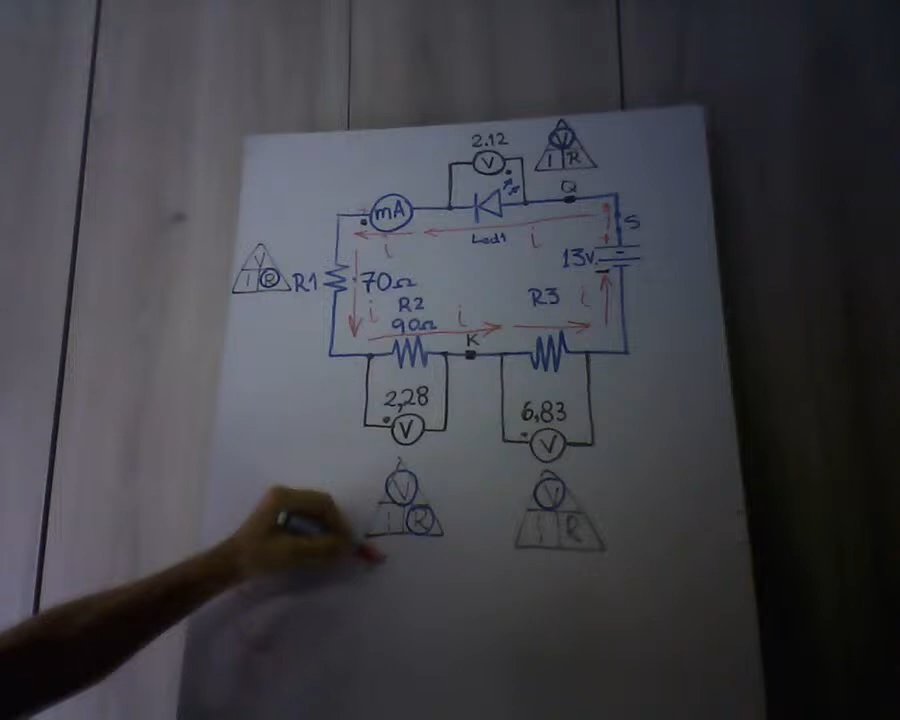 2.12
V
V
I R
Q
mA
S
Led1
i
i
13v
V
I R
R1
70Ω
i
R2
90Ω
i
R3
i
K
2,28
V
6,83
V
V
I R
V
I R